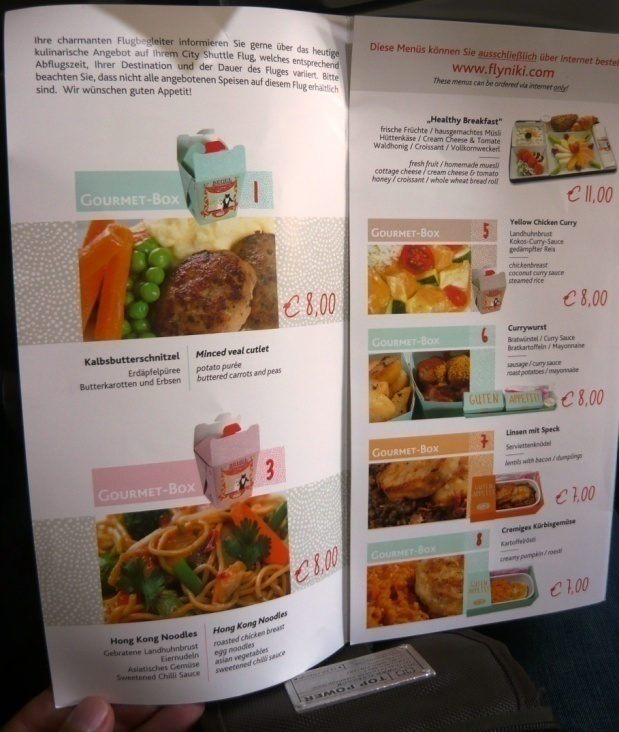 Ihre charmanten Flugbegleiter informieren Sie gerne über das heutige
kulinarische Angebot auf Ihrem City Shuttle Flug, welches entsprechend
Abflugszeit, Ihrer Destination und der Dauer des Fluges variert. Bitte
beachten Sie, dass nicht alle angebotenen Speisen auf diesem Flug erhältlich
sind. Wir wünschen guten Appetit!
GOURMET-BOX 1
€ 8,00
Kalbsbutterschnitzel
Erdäpfelpüree
Butterkarotten und Erbsen
Minced veal cutlet
potato purée
buttered carrots and peas
GOURMET-BOX 3
€ 8,00
Hong Kong Noodles
Gebratene Landhuhnbrust
Eiernudeln
Asiatisches Gemüse
Sweetened Chilli Sauce
Hong Kong Noodles
roasted chicken breast
egg noodles
asian vegetables
sweetened chilli sauce
Diese Menüs können Sie ausschließlich über Internet bestel
www.flyniki.com
These menus can be ordered via internet only!
„Healthy Breakfast"
frische Früchte / hausgemachtes Müsli
Hüttenkäse / Cream Cheese & Tomate
Waldhonig / Croissant / Vollkornweckerl
fresh fruit / homemade muesli
cottage cheese / cream cheese & tomato
honey / croissant / whole wheat bread roll
€ 11,00
GOURMET-BOX 5
Yellow Chicken Curry
Landhuhnbrust
Kokos-Curry-Sauce
gedämpfter Reis
chickenbreast
coconut curry sauce
steamed rice
€ 8,00
GOURMET-BOX 6
Currywurst
Bratwürstel / Curry Sauce
Bratkartoffeln / Mayonnaise
sausage / curry sauce
roast potatoes / mayonnaise
GUTEN APPETIT!
€ 8,00
GOURMET-BOX 7
Linsen mit Speck
Serviettenknödel
lentils with bacon / dumplings
GUTEN APPETIT!
€ 7,00
GOURMET-BOX 8
Cremiges Kürbisgemüse
Kartoffelrösti
creamy pumpkin / roesti
GUTEN APPETIT!
€ 7,00
TOP POWER